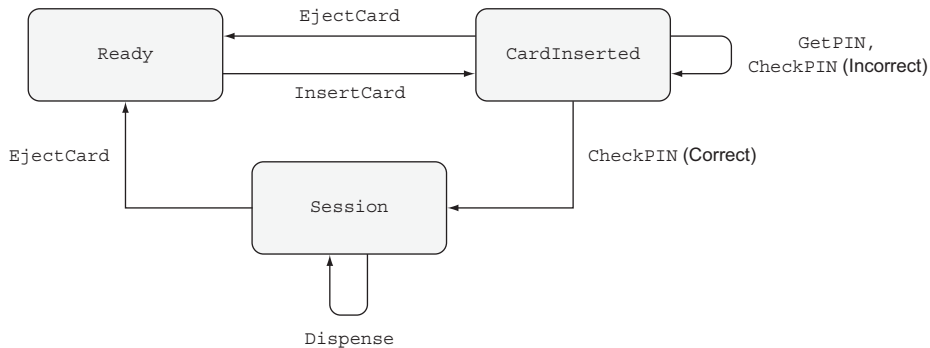 EjectCard
Ready
CardInserted
GetPIN,
CheckPIN (Incorrect)
InsertCard
EjectCard
CheckPIN (Correct)
Session
Dispense